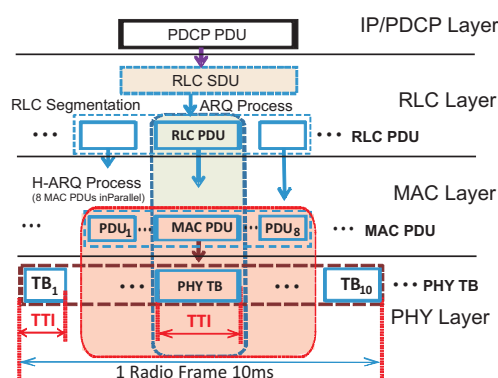 IP/PDCP Layer
PDCP PDU
RLC SDU
RLC Segmentation
ARQ Process
RLC Layer
... RLC PDU ... RLC PDU
H-ARQ Process
(8 MAC PDUs inParallel)
MAC Layer
... PDU1 ... MAC PDU ... PDU8 ... MAC PDU
TB1 ... PHY TB ... TB10 ... PHY TB
PHY Layer
TTI
TTI
1 Radio Frame 10ms